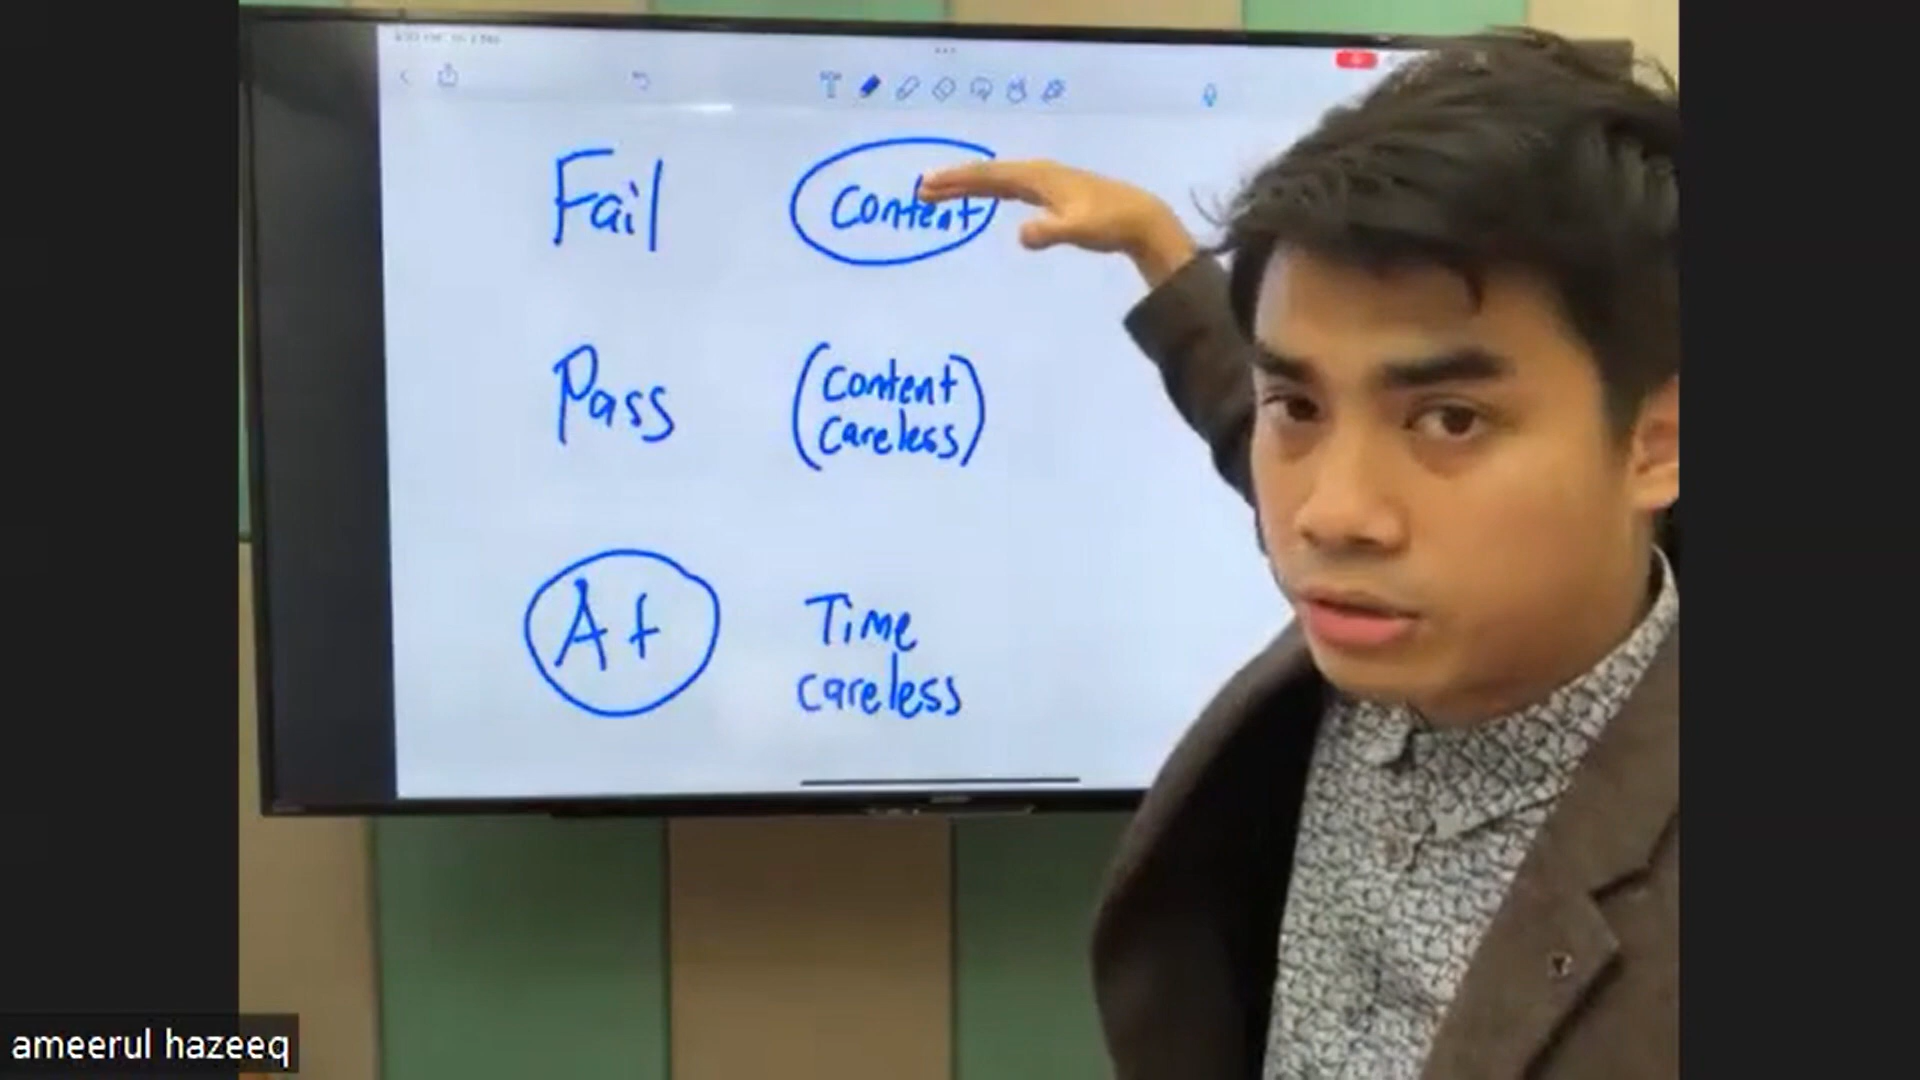 Fail content
Pass (content
careless)
A+ Time
careless
ameerul hazeeq